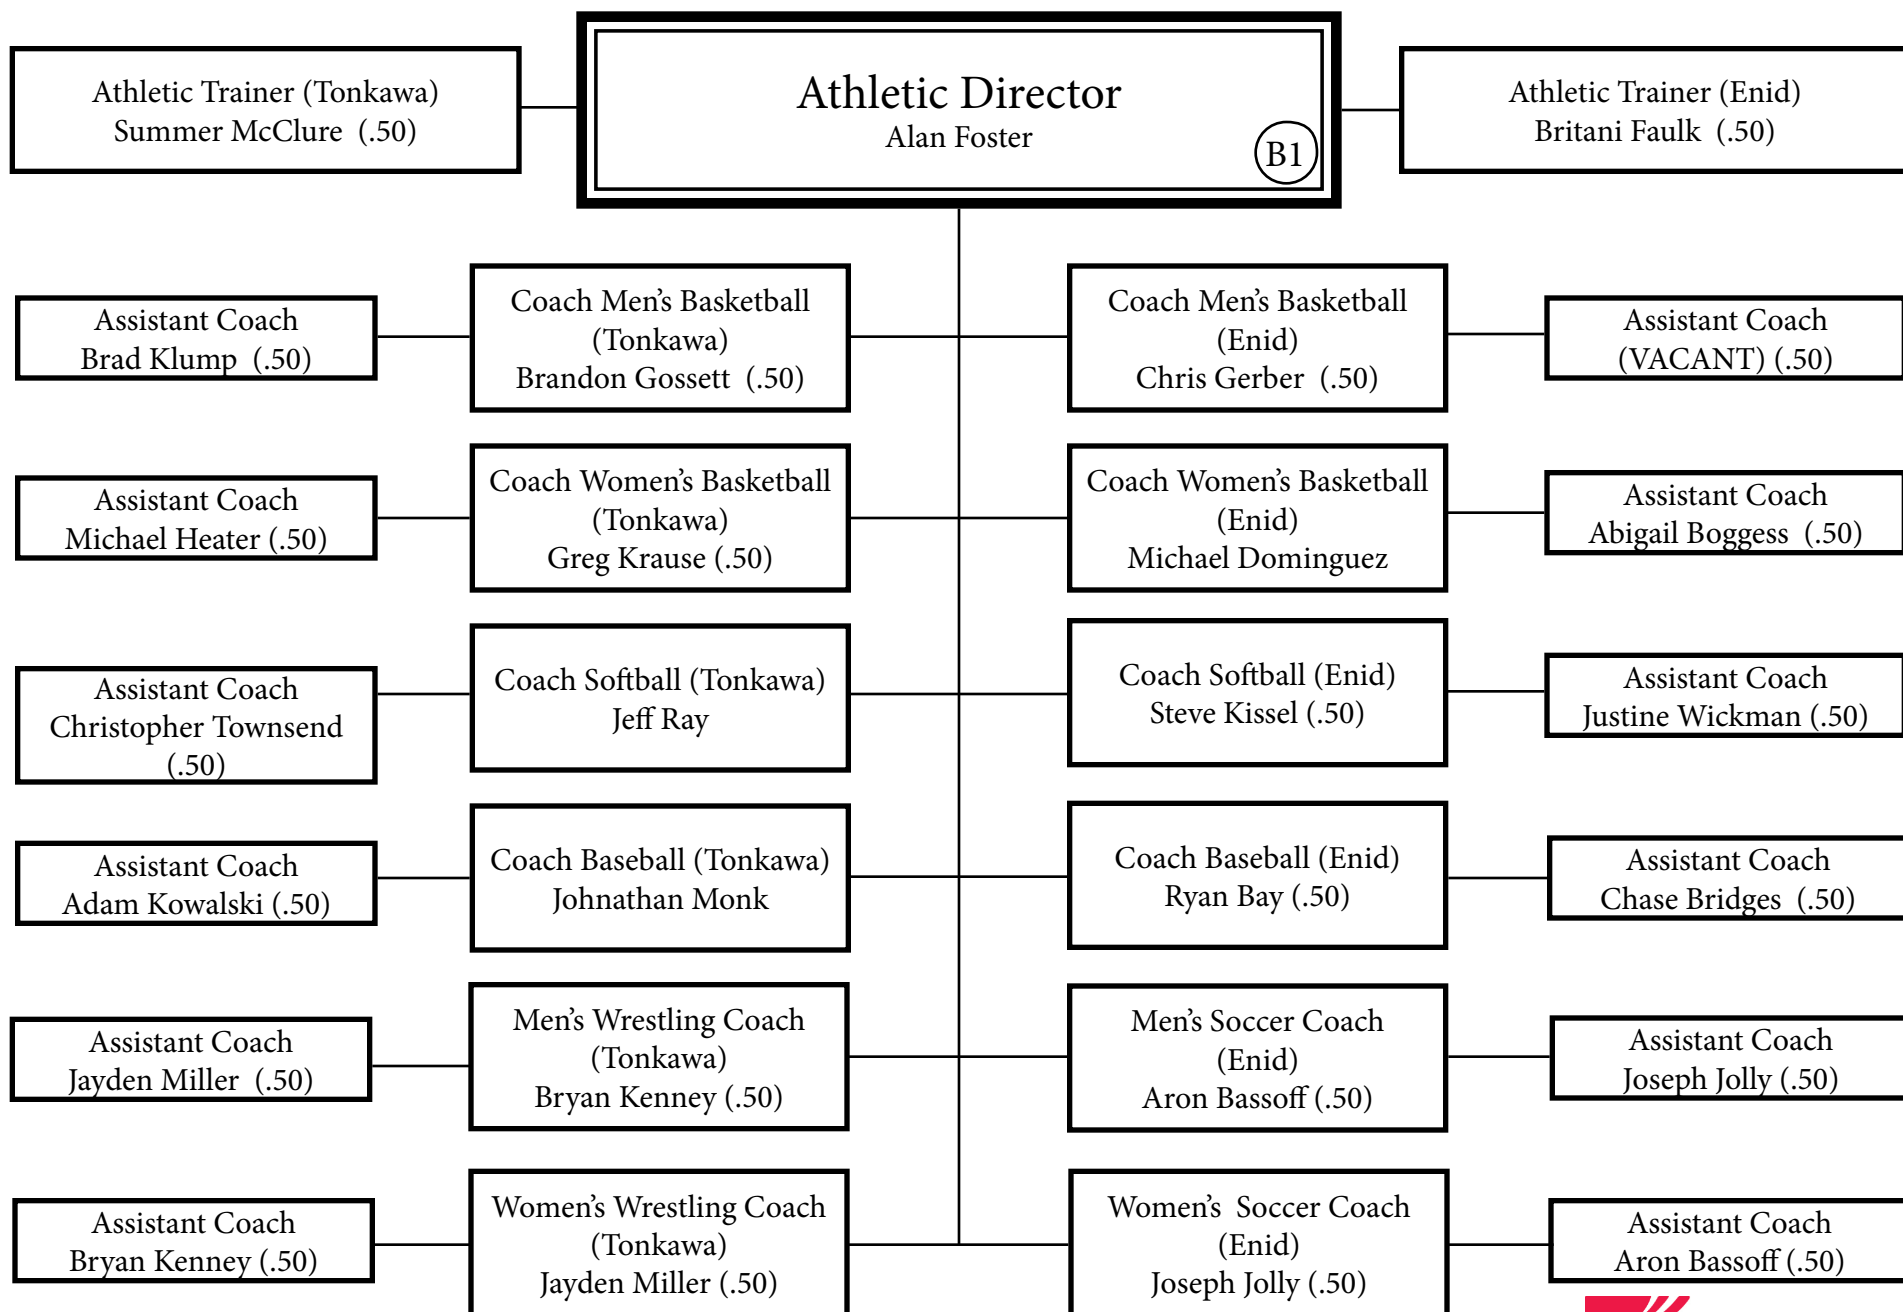 Athletic Trainer (Tonkawa)
Summer McClure (.50)
Athletic Director
Alan Foster
B1
Athletic Trainer (Enid)
Britani Faulk (.50)
Assistant Coach
Brad Klump (.50)
Coach Men's Basketball
(Tonkawa)
Brandon Gossett (.50)
Coach Men's Basketball
(Enid)
Chris Gerber (.50)
Assistant Coach
(VACANT) (.50)
Assistant Coach
Michael Heater (.50)
Coach Women's Basketball
(Tonkawa)
Greg Krause (.50)
Coach Women's Basketball
(Enid)
Michael Dominguez
Assistant Coach
Abigail Boggess (.50)
Assistant Coach
Christopher Townsend
(.50)
Coach Softball (Tonkawa)
Jeff Ray
Coach Softball (Enid)
Steve Kissel (.50)
Assistant Coach
Justine Wickman (.50)
Assistant Coach
Adam Kowalski (.50)
Coach Baseball (Tonkawa)
Johnathan Monk
Coach Baseball (Enid)
Ryan Bay (.50)
Assistant Coach
Chase Bridges (.50)
Assistant Coach
Jayden Miller (.50)
Men's Wrestling Coach
(Tonkawa)
Bryan Kenney (.50)
Men's Soccer Coach
(Enid)
Aron Bassoff (.50)
Assistant Coach
Joseph Jolly (.50)
Assistant Coach
Bryan Kenney (.50)
Women's Wrestling Coach
(Tonkawa)
Jayden Miller (.50)
Women's Soccer Coach
(Enid)
Joseph Jolly (.50)
Assistant Coach
Aron Bassoff (.50)